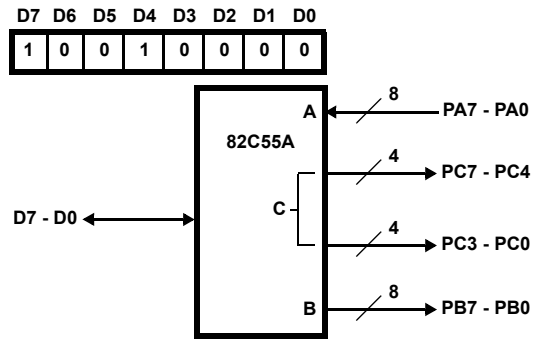 D7 D6 D5 D4 D3 D2 D1 D0
1 0 0 1 0 0 0 0
8
A PA7 - PA0
82C55A
4
PC7 - PC4
C
D7 - D0
4
PC3 - PC0
8
B PB7 - PB0